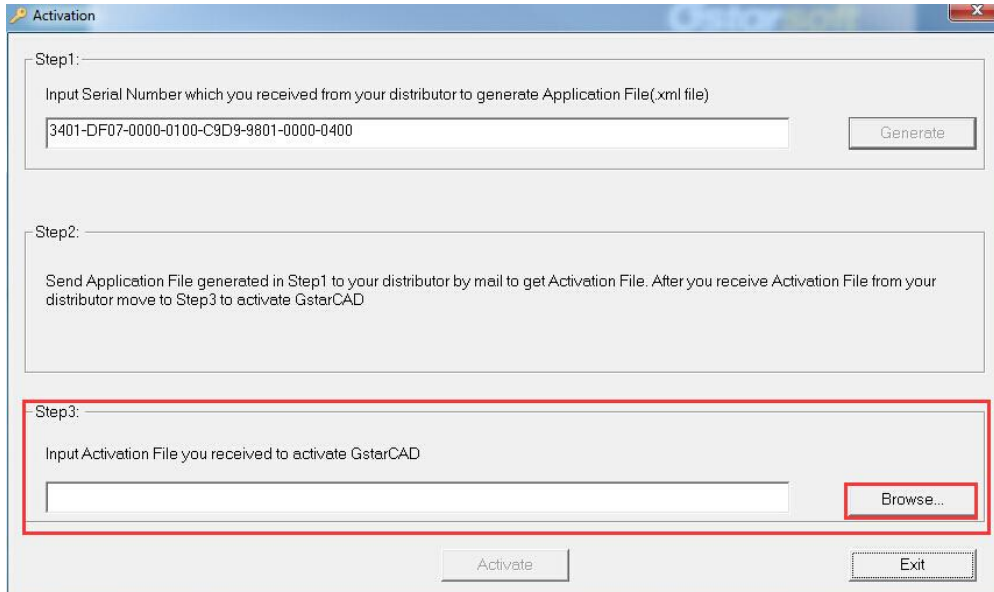 Activation
Gstarsoft
Step1:
Input Serial Number which you received from your distributor to generate Application File(.xml file)
3401-DF07-0000-0100-C9D9-9801-0000-0400
Generate
Step2:
Send Application File generated in Step1 to your distributor by mail to get Activation File. After you receive Activation File from your
distributor move to Step3 to activate GstarCAD
Step3:
Input Activation File you received to activate GstarCAD
Browse...
Activate
Exit